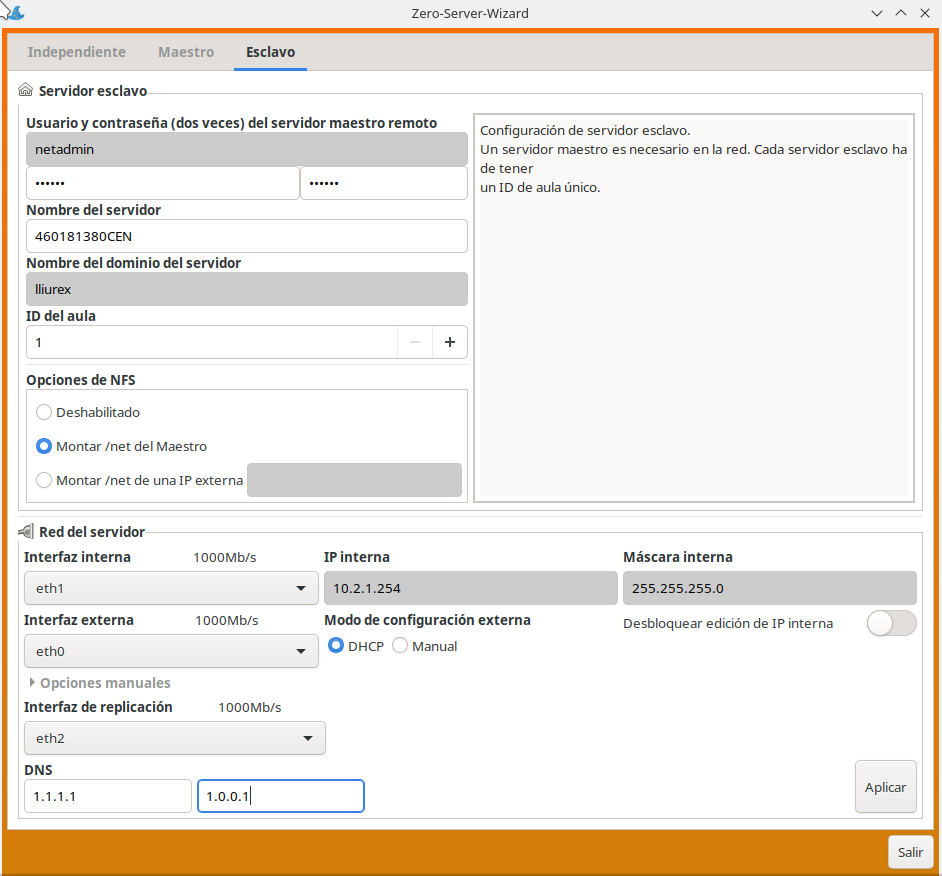 Zero-Server-Wizard
Independiente Maestro Esclavo
Servidor esclavo
Usuario y contraseña (dos veces) del servidor maestro remoto
netadmin
•••••• ••••••
Nombre del servidor
460181380CEN
Nombre del dominio del servidor
lliurex
ID del aula
1
Opciones de NFS
Deshabilitado
Montar /net del Maestro
Montar /net de una IP externa
Configuración de servidor esclavo.
Un servidor maestro es necesario en la red. Cada servidor esclavo ha
de tener
un ID de aula único.
Red del servidor
Interfaz interna 1000Mb/s IP interna Máscara interna
eth1 10.2.1.254 255.255.255.0
Interfaz externa 1000Mb/s Modo de configuración externa Desbloquear edición de IP interna
eth0 DHCP Manual
Opciones manuales
Interfaz de replicación 1000Mb/s
eth2
DNS
1.1.1.1 1.0.0.1
Aplicar
Salir